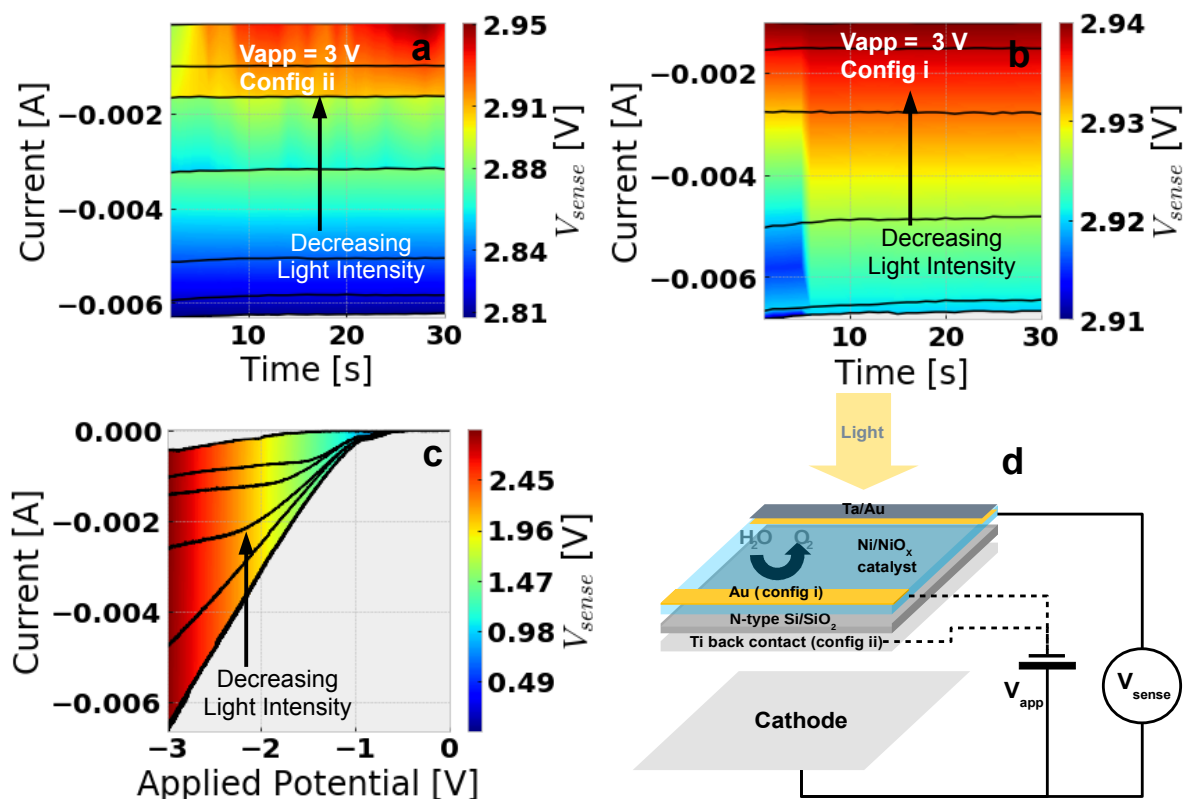 a
Vapp = 3 V
Config ii
Decreasing
Light Intensity
Current [A]
−0.002
−0.004
−0.006
10
20
30
Time [s]
2.95
2.91
2.88
2.84
2.81
V_sense [V]
b
Vapp = 3 V
Config i
Decreasing
Light Intensity
Current [A]
−0.002
−0.004
−0.006
10
20
30
Time [s]
2.94
2.93
2.92
2.91
V_sense [V]
c
Decreasing
Light Intensity
Current [A]
0.000
−0.002
−0.004
−0.006
−3
−2
−1
0
Applied Potential [V]
2.45
1.96
1.47
0.98
0.49
V_sense [V]
Light
d
Ta/Au
H₂O O₂
Ni/NiOₓ
catalyst
Au (config i)
N-type Si/SiO₂
Ti back contact (config ii)
Cathode
V_app
V_sense